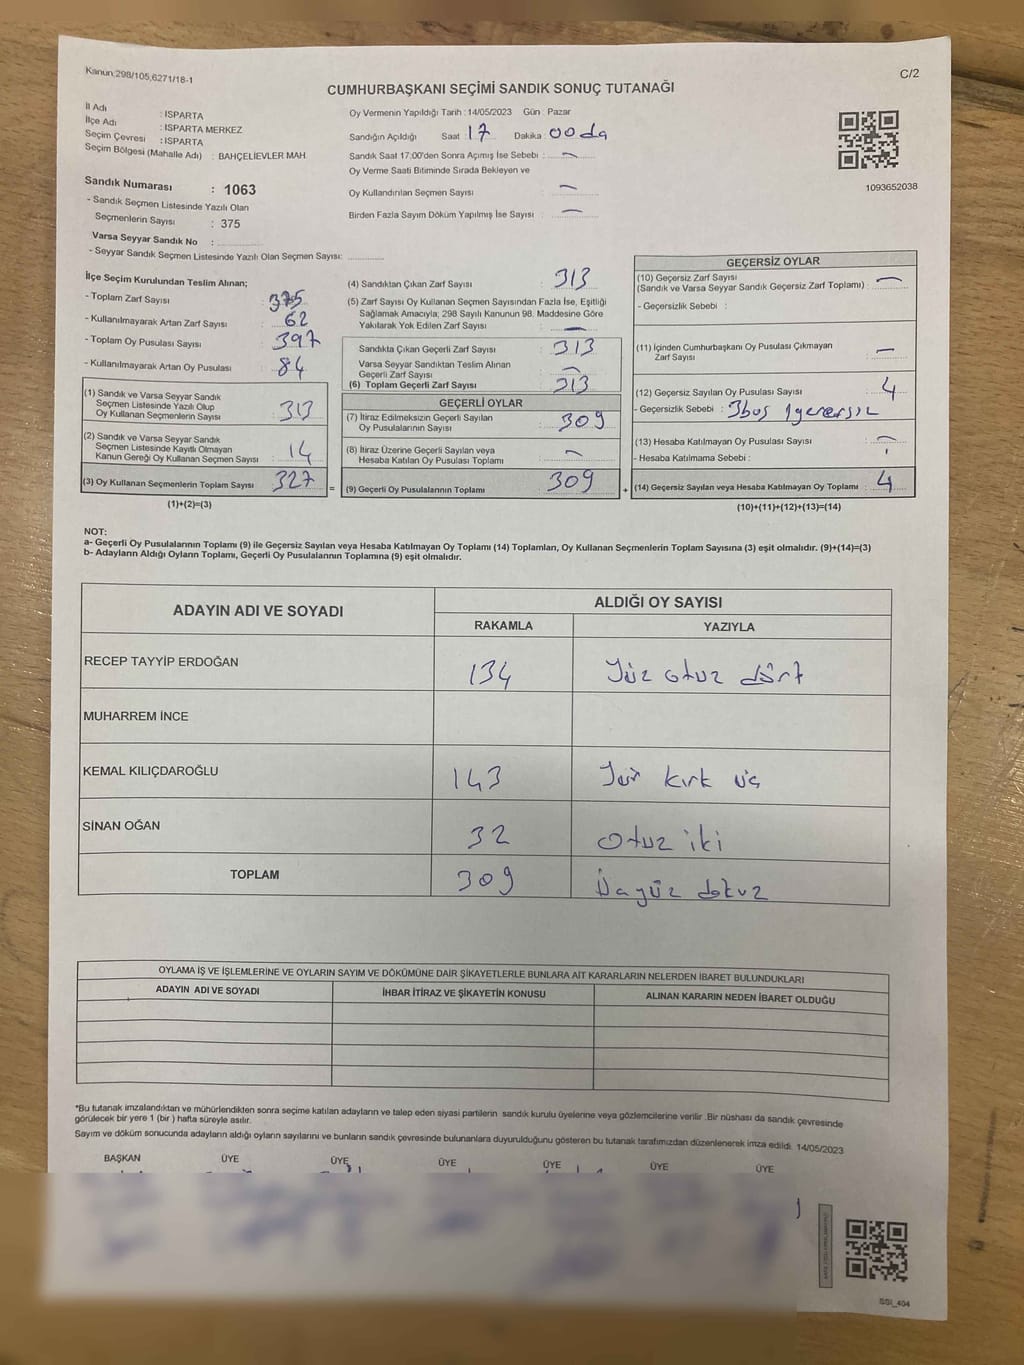 Kanun;298/105,6271/18-1
C/2
CUMHURBAŞKANI SEÇİMİ SANDIK SONUÇ TUTANAĞI
İl Adı : ISPARTA
İlçe Adı : ISPARTA MERKEZ
Seçim Çevresi : ISPARTA
Seçim Bölgesi (Mahalle Adı) : BAHÇELİEVLER MAH.
Oy Vermenin Yapıldığı Tarih : 14/05/2023 Gün : Pazar
Sandığın Açıldığı Saat : 17 Dakika : 00 da
Sandık Saat 17:00'den Sonra Açımış İse Sebebi : —
Oy Verme Saati Bitiminde Sırada Bekleyen ve
Oy Kullandırılan Seçmen Sayısı : —
Birden Fazla Sayım Döküm Yapılmış İse Sayısı : —
1093652038
Sandık Numarası : 1063
- Sandık Seçmen Listesinde Yazılı Olan
Seçmenlerin Sayısı : 375
Varsa Seyyar Sandık No :
- Seyyar Sandık Seçmen Listesinde Yazılı Olan Seçmen Sayısı:
İlçe Seçim Kurulundan Teslim Alınan;
- Toplam Zarf Sayısı : 375
- Kullanılmayarak Artan Zarf Sayısı : 62
- Toplam Oy Pusulası Sayısı : 397
- Kullanılmayarak Artan Oy Pusulası : 84
(1) Sandık ve Varsa Seyyar Sandık
Seçmen Listesinde Yazılı Olup
Oy Kullanan Seçmenlerin Sayısı : 313
(2) Sandık ve Varsa Seyyar Sandık
Seçmen Listesinde Kayıtlı Olmayan
Kanun Gereği Oy Kullanan Seçmen Sayısı : 14
(3) Oy Kullanan Seçmenlerin Toplam Sayısı : 327
(1)+(2)=(3)
(4) Sandıktan Çıkan Zarf Sayısı : 313
(5) Zarf Sayısı Oy Kullanan Seçmen Sayısından Fazla İse, Eşitliği
Sağlamak Amacıyla; 298 Sayılı Kanunun 98. Maddesine Göre
Yakılarak Yok Edilen Zarf Sayısı : —
Sandıkta Çıkan Geçerli Zarf Sayısı : 313
Varsa Seyyar Sandıktan Teslim Alınan
Geçerli Zarf Sayısı : —
(6) Toplam Geçerli Zarf Sayısı : 313
GEÇERLİ OYLAR
(7) İtiraz Edilmeksizin Geçerli Sayılan
Oy Pusulalarının Sayısı : 309
(8) İtiraz Üzerine Geçerli Sayılan veya
Hesaba Katılan Oy Pusulası Toplamı : —
= (9) Geçerli Oy Pusulalarının Toplamı : 309
GEÇERSİZ OYLAR
(10) Geçersiz Zarf Sayısı
(Sandık ve Varsa Seyyar Sandık Geçersiz Zarf Toplamı) : —
- Geçersizlik Sebebi :
(11) İçinden Cumhurbaşkanı Oy Pusulası Çıkmayan
Zarf Sayısı : —
(12) Geçersiz Sayılan Oy Pusulası Sayısı : 4
- Geçersizlik Sebebi : 3 boş 1 geçersiz
(13) Hesaba Katılmayan Oy Pusulası Sayısı : —
- Hesaba Katılmama Sebebi :
+ (14) Geçersiz Sayılan veya Hesaba Katılmayan Oy Toplamı : 4
(10)+(11)+(12)+(13)=(14)
NOT:
a- Geçerli Oy Pusulalarının Toplamı (9) ile Geçersiz Sayılan veya Hesaba Katılmayan Oy Toplamı (14) Toplamları, Oy Kullanan Seçmenlerin Toplam Sayısına (3) eşit olmalıdır. (9)+(14)=(3)
b- Adayların Aldığı Oyların Toplamı, Geçerli Oy Pusulalarının Toplamına (9) eşit olmalıdır.
ADAYIN ADI VE SOYADI
ALDIĞI OY SAYISI
RAKAMLA YAZIYLA
RECEP TAYYİP ERDOĞAN 134 Yüz otuz dört
MUHARREM İNCE
KEMAL KILIÇDAROĞLU 143 Yüz kırk üç
SİNAN OĞAN 32 Otuz iki
TOPLAM 309 Üçyüz dokuz
OYLAMA İŞ VE İŞLEMLERİNE VE OYLARIN SAYIM VE DÖKÜMÜNE DAİR ŞİKAYETLERLE BUNLARA AİT KARARLARIN NELERDEN İBARET BULUNDUKLARI
ADAYIN ADI VE SOYADI İHBAR İTİRAZ VE ŞİKAYETİN KONUSU ALINAN KARARIN NEDEN İBARET OLDUĞU
*Bu tutanak imzalandıktan ve mühürlendikten sonra seçime katılan adayların ve talep eden siyasi partilerin sandık kurulu üyelerine veya gözlemcilerine verilir .Bir nüshası da sandık çevresinde
görülecek bir yere 1 (bir ) hafta süreyle asılır.
Sayım ve döküm sonucunda adayların aldığı oyların sayılarını ve bunların sandık çevresinde bulunanlara duyurulduğunu gösteren bu tutanak tarafımızdan düzenlenerek imza edildi. 14/05/2023
BAŞKAN ÜYE ÜYE ÜYE ÜYE ÜYE ÜYE
SSI_404